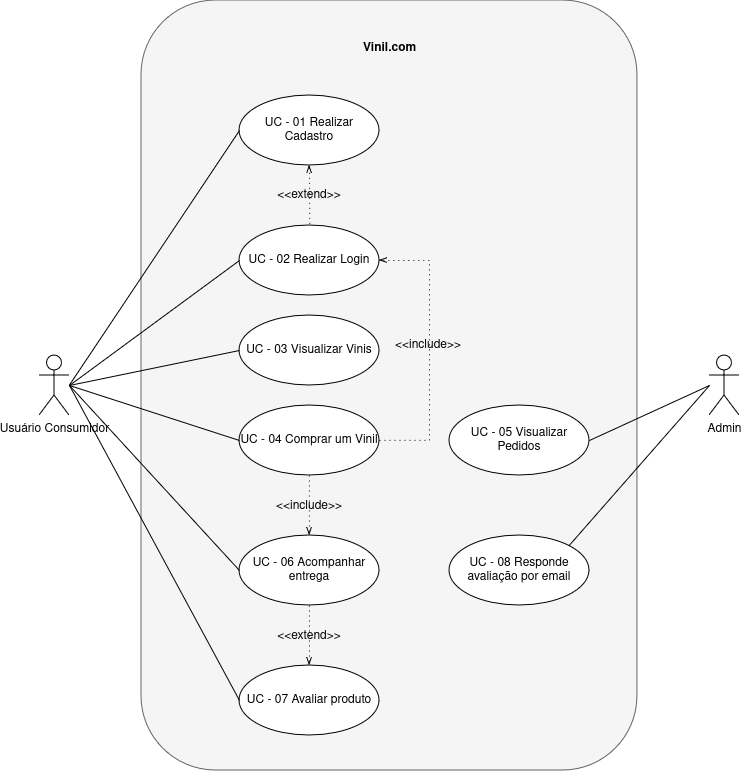 Vinil.com
UC - 01 Realizar
Cadastro
<<extend>>
UC - 02 Realizar Login
<<include>>
UC - 03 Visualizar Vinis
Usuário Consumidor
Admin
UC - 04 Comprar um Vinil
UC - 05 Visualizar
Pedidos
<<include>>
UC - 06 Acompanhar
entrega
UC - 08 Responde
avaliação por email
<<extend>>
UC - 07 Avaliar produto